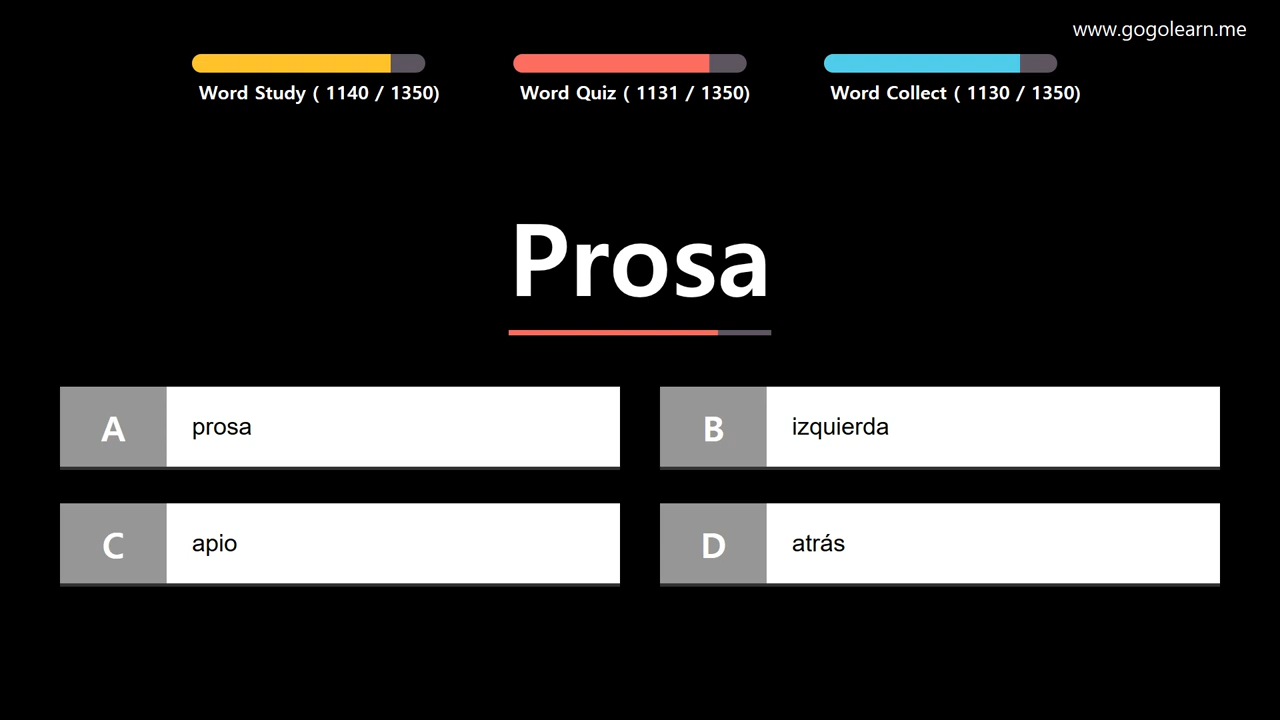 www.gogolearn.me
Word Study ( 1140 / 1350)
Word Quiz ( 1131 / 1350)
Word Collect ( 1130 / 1350)
Prosa
A prosa
B izquierda
C apio
D atrás